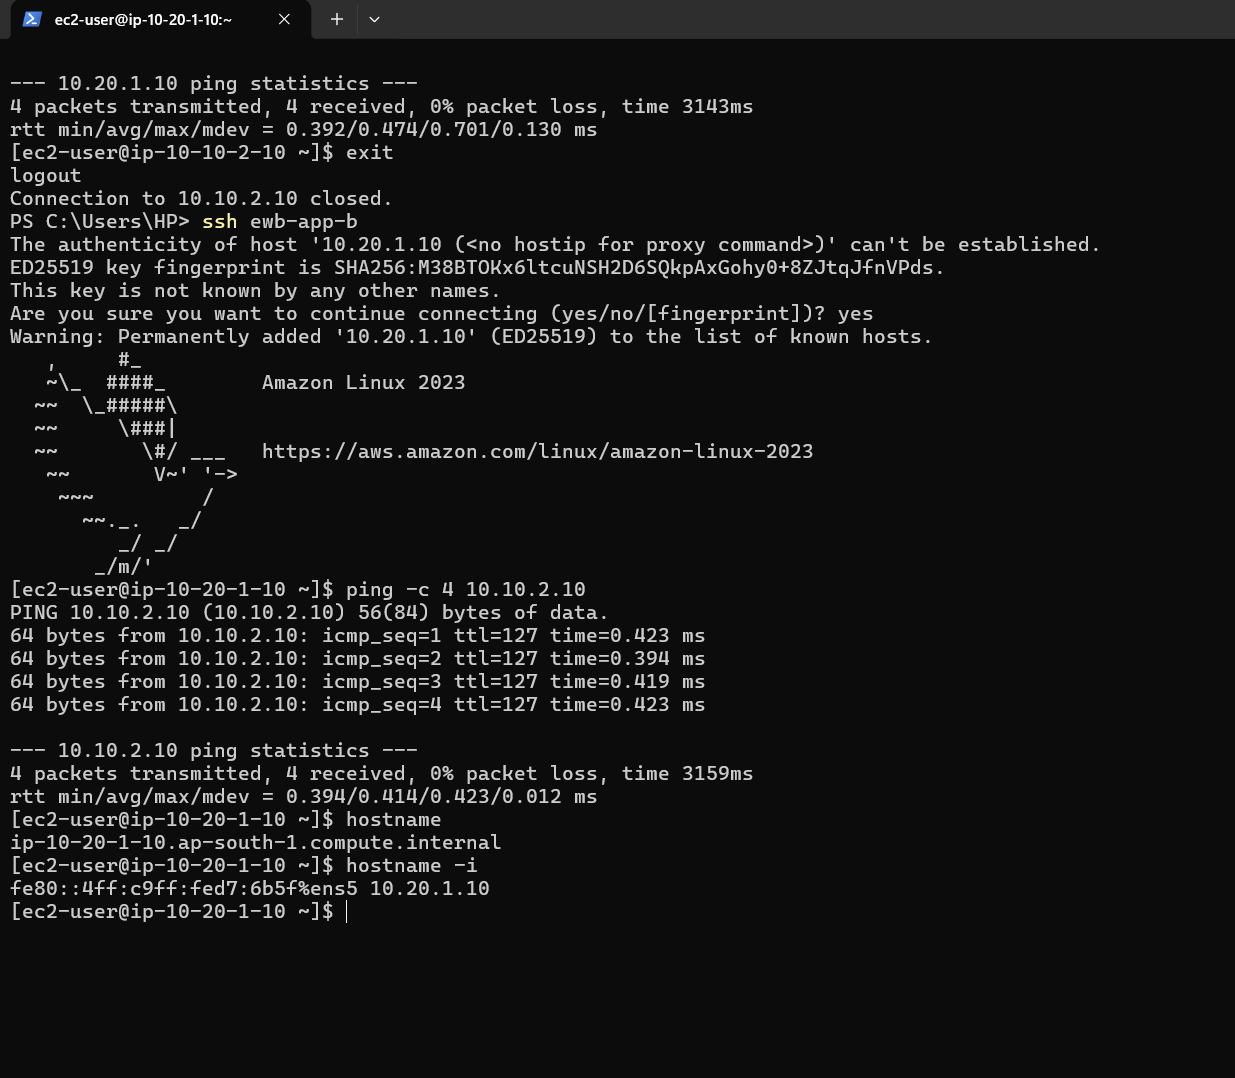 ec2-user@ip-10-20-1-10:~
--- 10.20.1.10 ping statistics ---
4 packets transmitted, 4 received, 0% packet loss, time 3143ms
rtt min/avg/max/mdev = 0.392/0.474/0.701/0.130 ms
[ec2-user@ip-10-10-2-10 ~]$ exit
logout
Connection to 10.10.2.10 closed.
PS C:\Users\HP> ssh ewb-app-b
The authenticity of host '10.20.1.10 (<no hostip for proxy command>)' can't be established.
ED25519 key fingerprint is SHA256:M38BTOKx6ltcuNSH2D6SQkpAxGohy0+8ZJtqJfnVPds.
This key is not known by any other names.
Are you sure you want to continue connecting (yes/no/[fingerprint])? yes
Warning: Permanently added '10.20.1.10' (ED25519) to the list of known hosts.
   ,     #_
   ~\_  ####_        Amazon Linux 2023
  ~~  \_#####\
  ~~     \###|
  ~~       \#/ ___   https://aws.amazon.com/linux/amazon-linux-2023
   ~~       V~' '->
    ~~~         /
      ~~._.   _/
         _/ _/
       _/m/'
[ec2-user@ip-10-20-1-10 ~]$ ping -c 4 10.10.2.10
PING 10.10.2.10 (10.10.2.10) 56(84) bytes of data.
64 bytes from 10.10.2.10: icmp_seq=1 ttl=127 time=0.423 ms
64 bytes from 10.10.2.10: icmp_seq=2 ttl=127 time=0.394 ms
64 bytes from 10.10.2.10: icmp_seq=3 ttl=127 time=0.419 ms
64 bytes from 10.10.2.10: icmp_seq=4 ttl=127 time=0.423 ms
--- 10.10.2.10 ping statistics ---
4 packets transmitted, 4 received, 0% packet loss, time 3159ms
rtt min/avg/max/mdev = 0.394/0.414/0.423/0.012 ms
[ec2-user@ip-10-20-1-10 ~]$ hostname
ip-10-20-1-10.ap-south-1.compute.internal
[ec2-user@ip-10-20-1-10 ~]$ hostname -i
fe80::4ff:c9ff:fed7:6b5f%ens5 10.20.1.10
[ec2-user@ip-10-20-1-10 ~]$